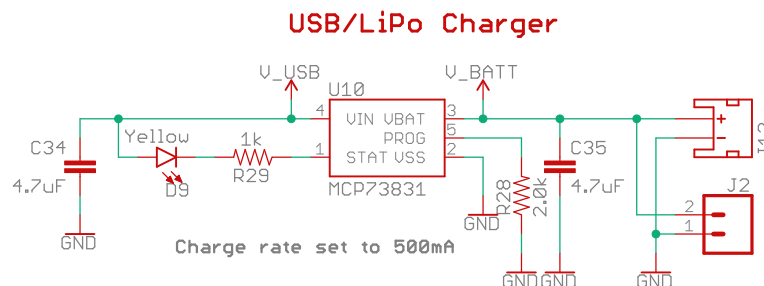 USB/LiPo Charger
V_USB
V_BATT
U10
4
VIN
VBAT
3
Yellow
1k
PROG
5
C34
1
STAT
VSS
2
C35
4.7uF
R29
D9
MCP73831
R28
2.0k
4.7uF
+
-
J2
2
1
GND
GND
Charge rate set to 500mA
GND
GND
GND